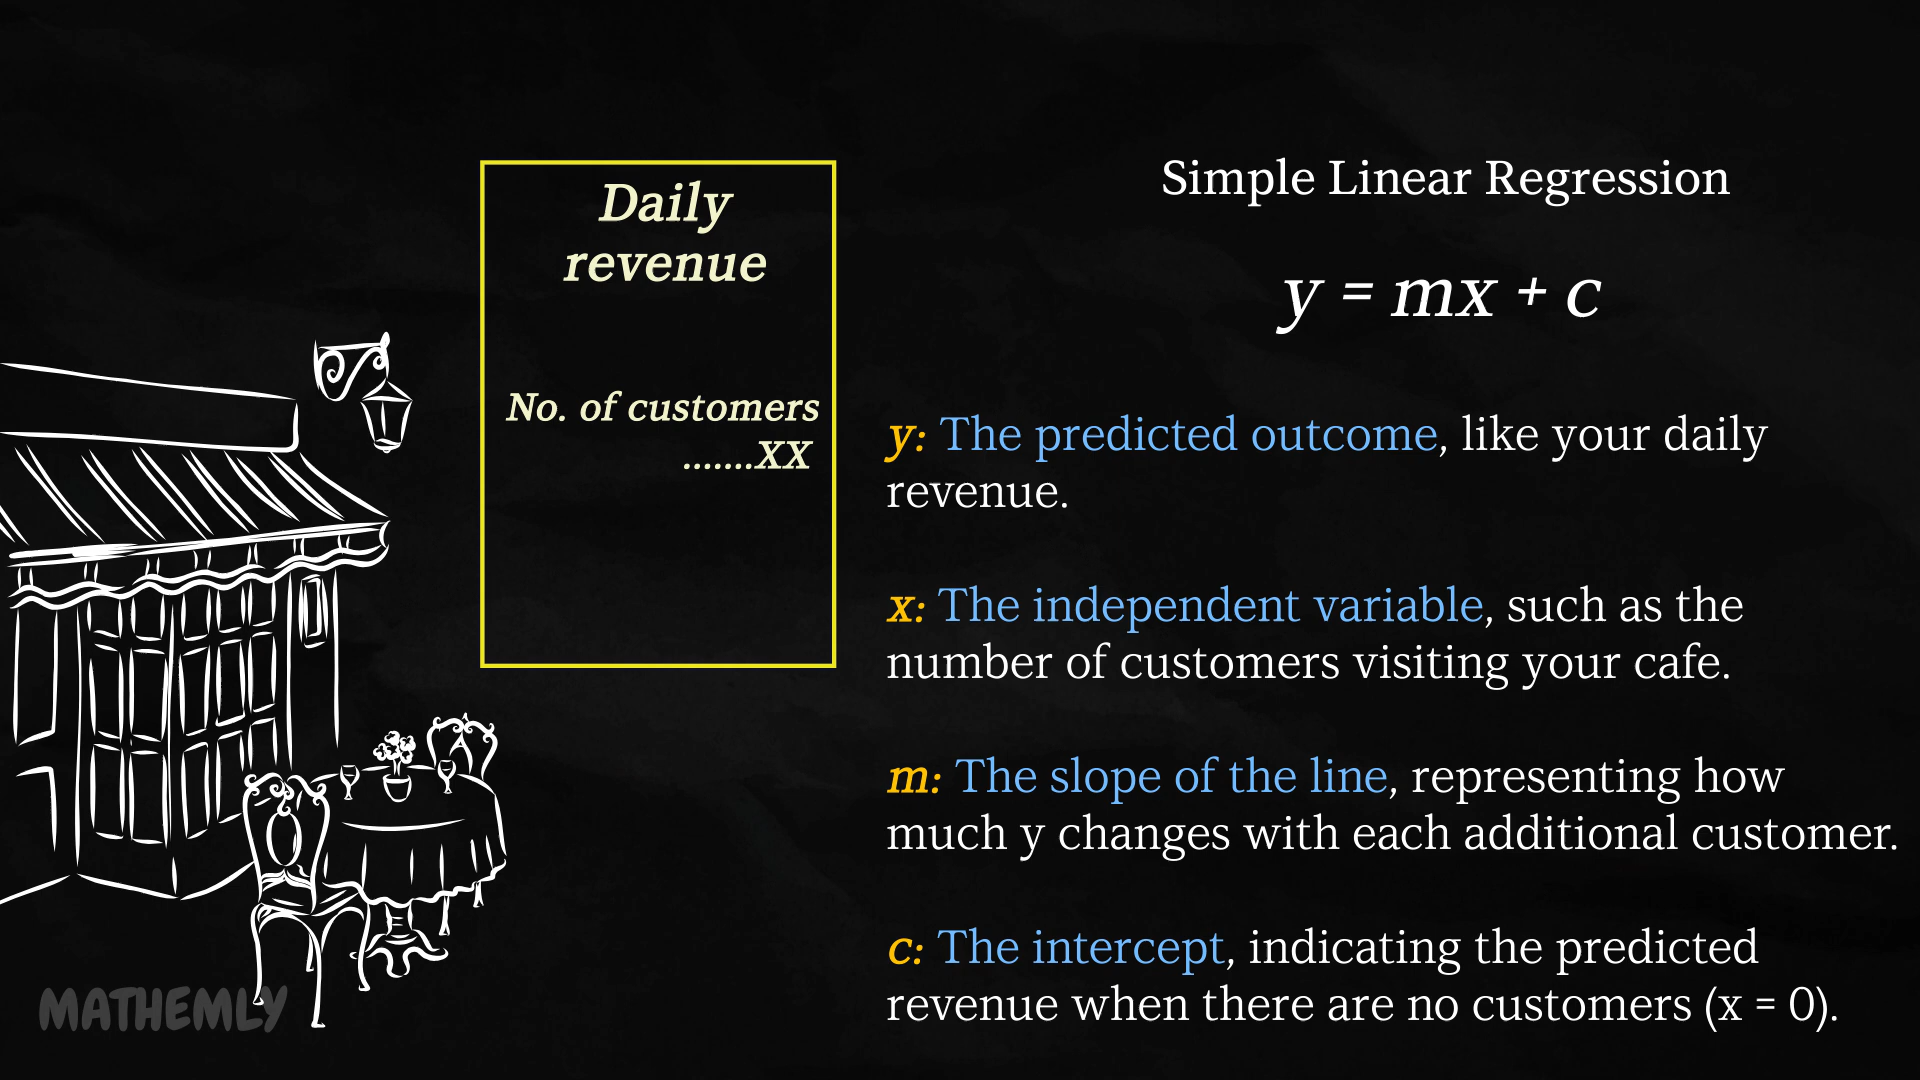 Daily
revenue
No. of customers
.......XX
Simple Linear Regression
y = mx + c
y: The predicted outcome, like your daily
revenue.
x: The independent variable, such as the
number of customers visiting your cafe.
m: The slope of the line, representing how
much y changes with each additional customer.
c: The intercept, indicating the predicted
revenue when there are no customers (x = 0).
MATHEMLY